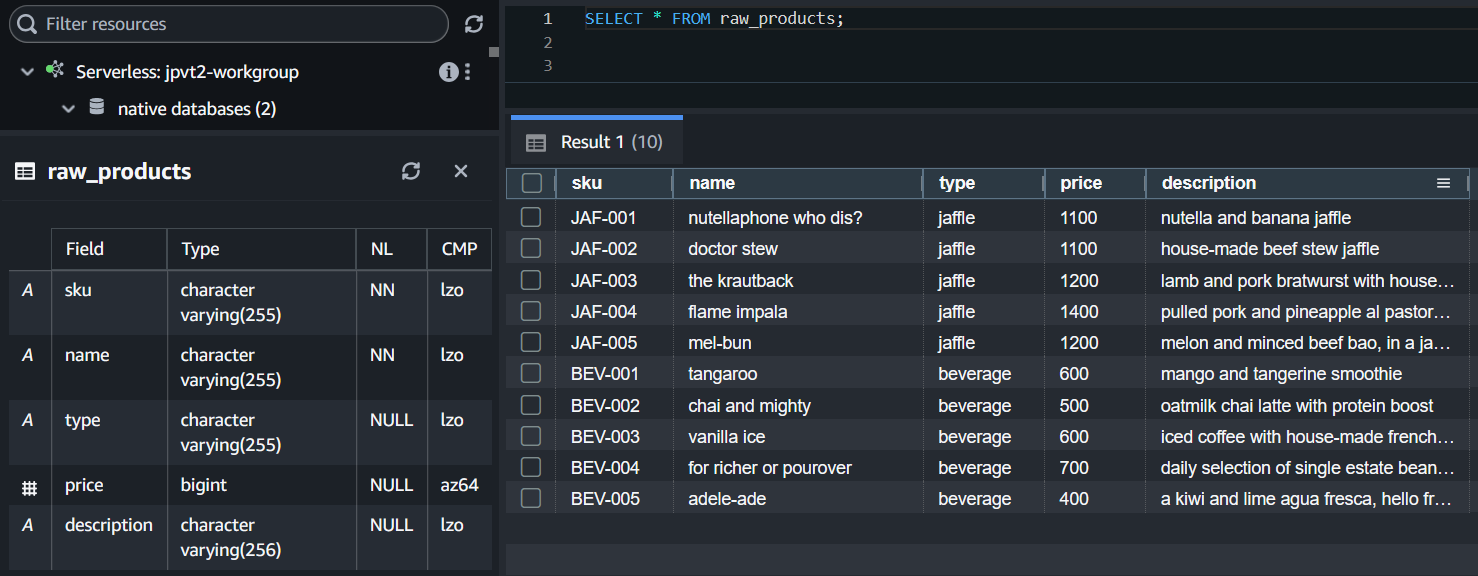 Filter resources
Serverless: jpvt2-workgroup
native databases (2)
raw_products
Field Type NL CMP
A sku character varying(255) NN lzo
A name character varying(255) NN lzo
A type character varying(255) NULL lzo
price bigint NULL az64
A description character varying(256) NULL lzo
1 SELECT * FROM raw_products;
2
3
Result 1 (10)
sku name type price description
JAF-001 nutellaphone who dis? jaffle 1100 nutella and banana jaffle
JAF-002 doctor stew jaffle 1100 house-made beef stew jaffle
JAF-003 the krautback jaffle 1200 lamb and pork bratwurst with house…
JAF-004 flame impala jaffle 1400 pulled pork and pineapple al pastor…
JAF-005 mel-bun jaffle 1200 melon and minced beef bao, in a ja…
BEV-001 tangaroo beverage 600 mango and tangerine smoothie
BEV-002 chai and mighty beverage 500 oatmilk chai latte with protein boost
BEV-003 vanilla ice beverage 600 iced coffee with house-made french…
BEV-004 for richer or pourover beverage 700 daily selection of single estate bean…
BEV-005 adele-ade beverage 400 a kiwi and lime agua fresca, hello fr…